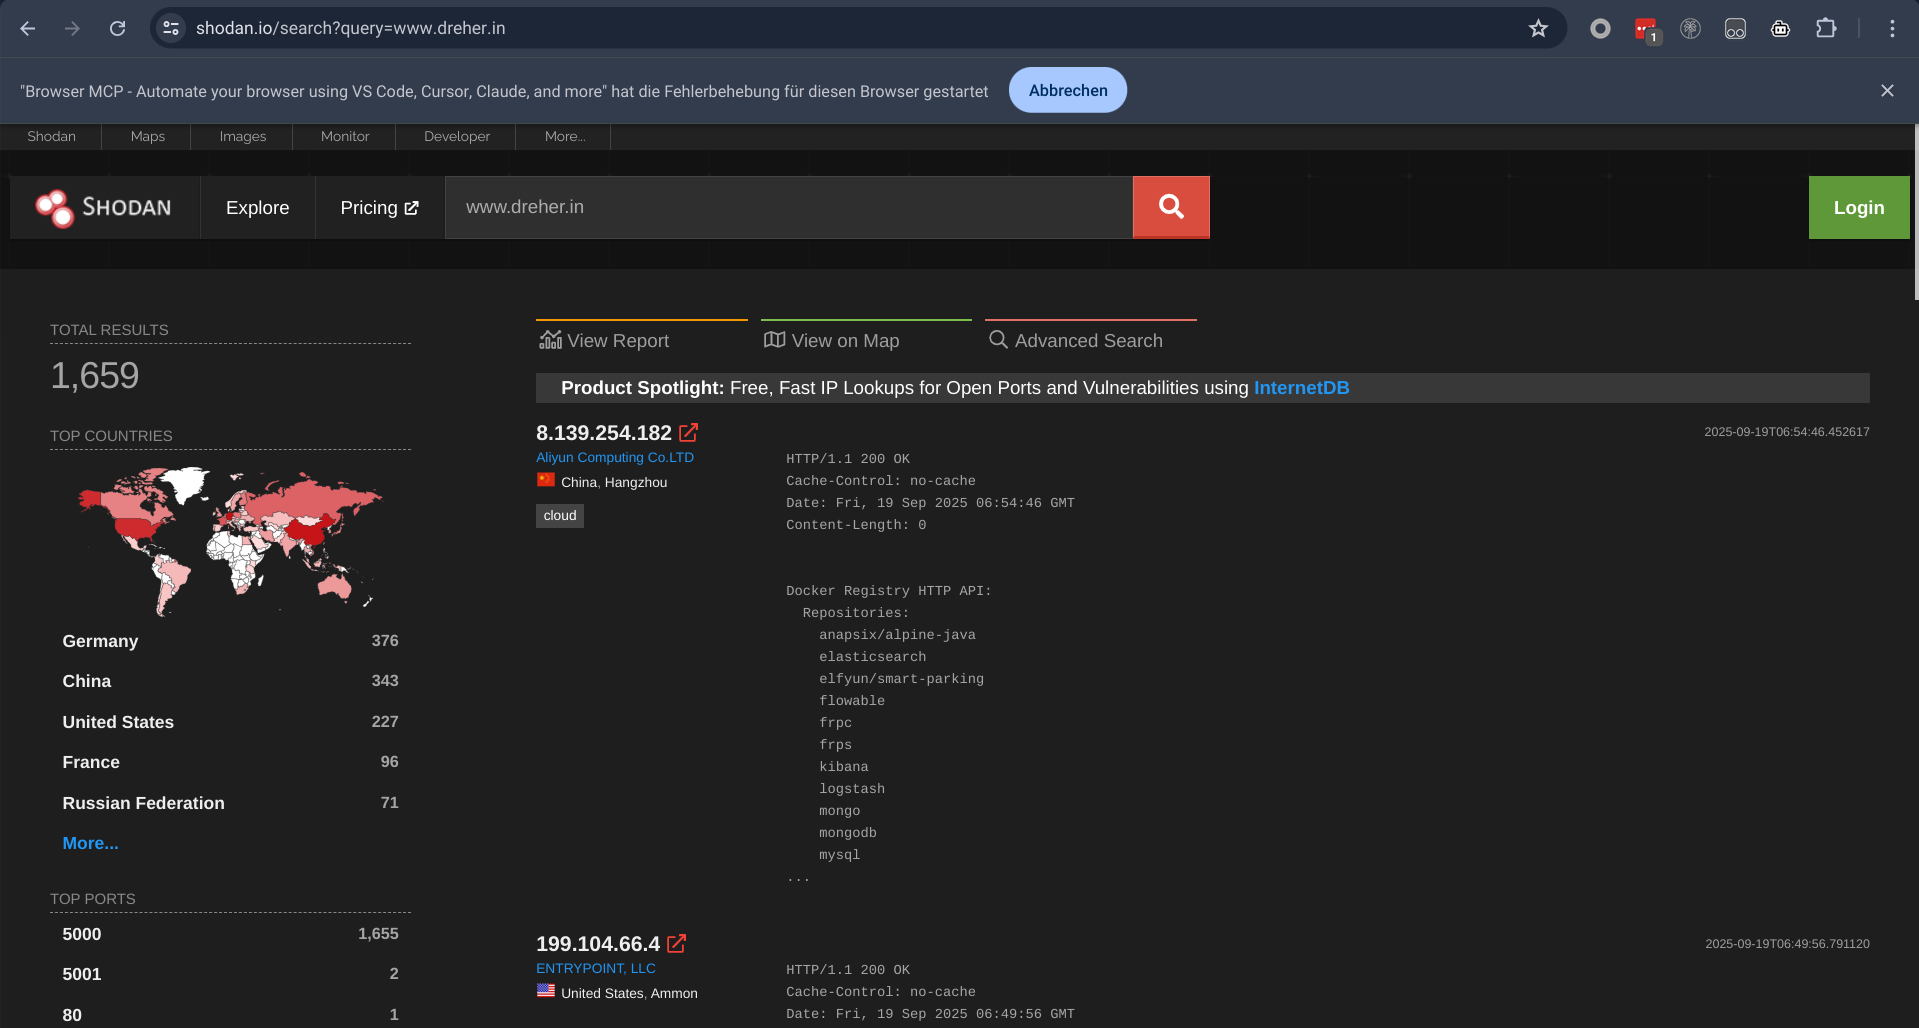 shodan.io/search?query=www.dreher.in
1
"Browser MCP - Automate your browser using VS Code, Cursor, Claude, and more" hat die Fehlerbehebung für diesen Browser gestartet
Abbrechen
Shodan
Maps
Images
Monitor
Developer
More...
SHODAN
Explore
Pricing
www.dreher.in
Login
TOTAL RESULTS
1,659
TOP COUNTRIES
Germany 376
China 343
United States 227
France 96
Russian Federation 71
More...
TOP PORTS
5000 1,655
5001 2
80 1
View Report
View on Map
Advanced Search
Product Spotlight: Free, Fast IP Lookups for Open Ports and Vulnerabilities using InternetDB
8.139.254.182
2025-09-19T06:54:46.452617
Aliyun Computing Co.LTD
China, Hangzhou
cloud
HTTP/1.1 200 OK
Cache-Control: no-cache
Date: Fri, 19 Sep 2025 06:54:46 GMT
Content-Length: 0
Docker Registry HTTP API:
Repositories:
anapsix/alpine-java
elasticsearch
elfyun/smart-parking
flowable
frpc
frps
kibana
logstash
mongo
mongodb
mysql
...
199.104.66.4
2025-09-19T06:49:56.791120
ENTRYPOINT, LLC
United States, Ammon
HTTP/1.1 200 OK
Cache-Control: no-cache
Date: Fri, 19 Sep 2025 06:49:56 GMT